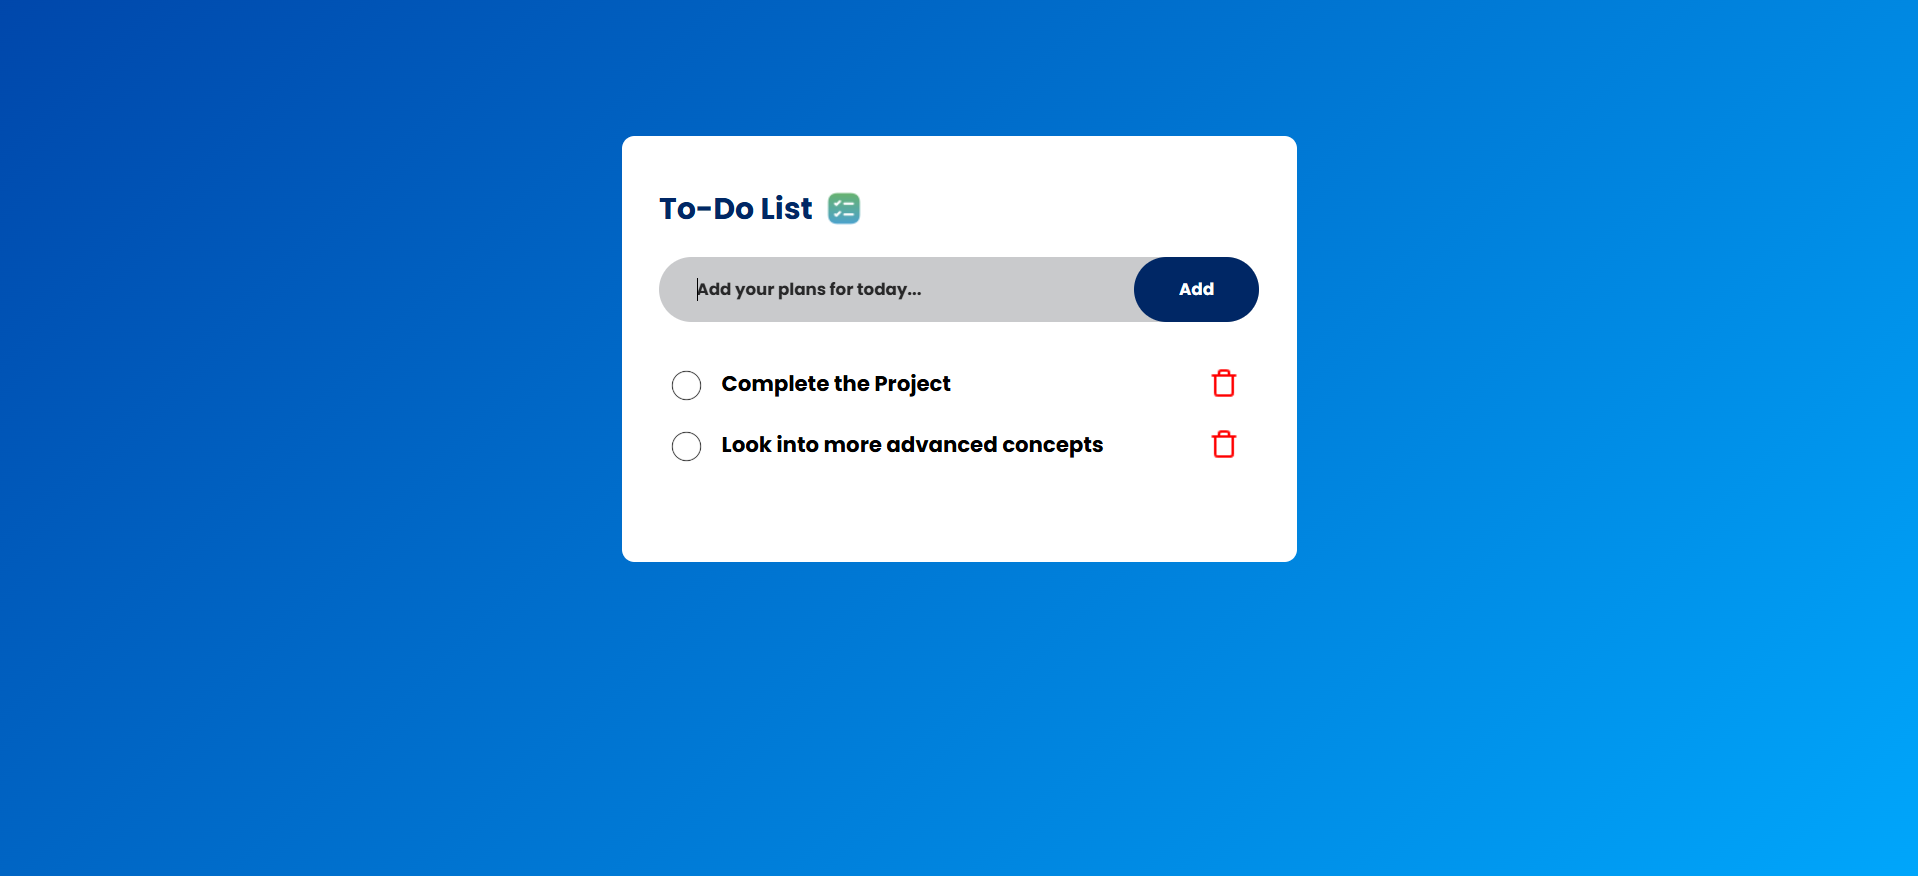 To-Do List
Add your plans for today...
Add
Complete the Project
Look into more advanced concepts